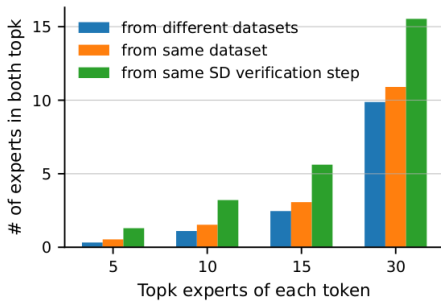 from different datasets
from same dataset
from same SD verification step
# of experts in both topk
15
10
5
0
5
10
15
30
Topk experts of each token